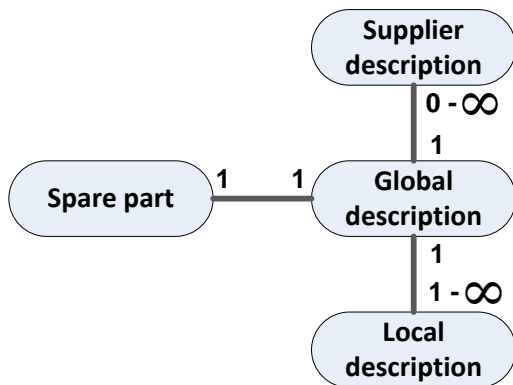 Supplier
description
0 - ∞
1
Spare part
1
1
Global
description
1
1 - ∞
Local
description